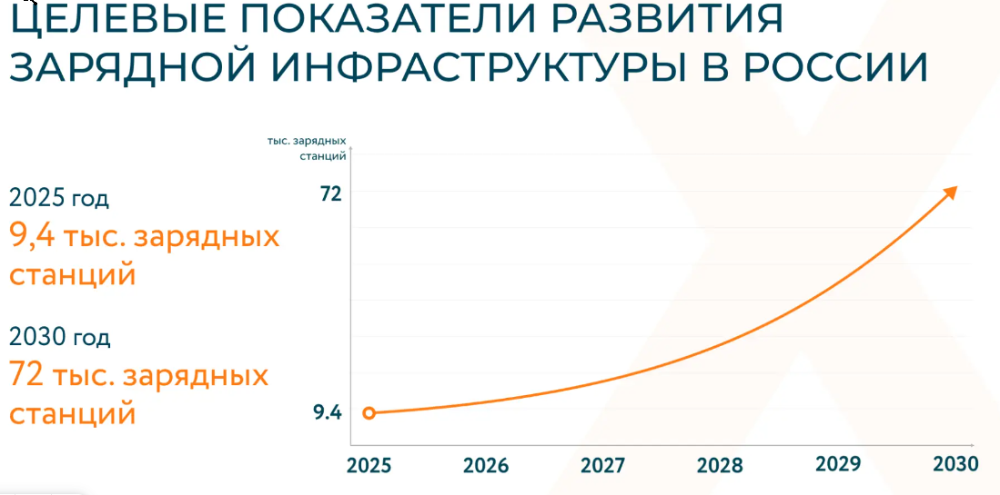 ЦЕЛЕВЫЕ ПОКАЗАТЕЛИ РАЗВИТИЯ
ЗАРЯДНОЙ ИНФРАСТРУКТУРЫ В РОССИИ
2025 год
9,4 тыс. зарядных
станций
2030 год
72 тыс. зарядных
станций
тыс. зарядных
станций
72
9.4
2025 2026 2027 2028 2029 2030